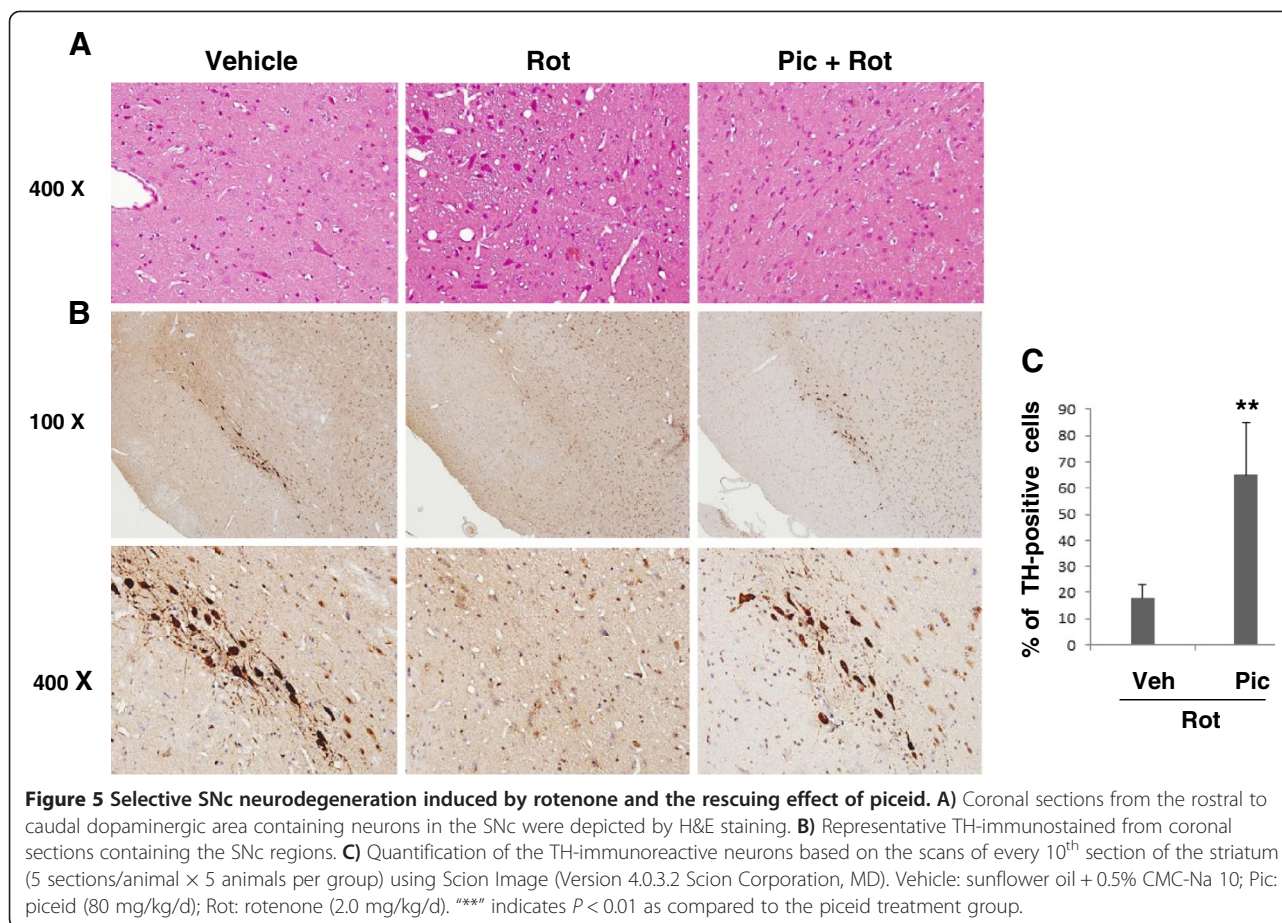 A
Vehicle Rot Pic + Rot
400 X
B
100 X
400 X
C
% of TH-positive cells
90
80
70
60
50
40
30
20
10
0
**
Veh Pic
Rot
Figure 5 Selective SNc neurodegeneration induced by rotenone and the rescuing effect of piceid. A) Coronal sections from the rostral to
caudal dopaminergic area containing neurons in the SNc were depicted by H&E staining. B) Representative TH-immunostained from coronal
sections containing the SNc regions. C) Quantification of the TH-immunoreactive neurons based on the scans of every 10th section of the striatum
(5 sections/animal × 5 animals per group) using Scion Image (Version 4.0.3.2 Scion Corporation, MD). Vehicle: sunflower oil + 0.5% CMC-Na 10; Pic:
piceid (80 mg/kg/d); Rot: rotenone (2.0 mg/kg/d). “**” indicates P < 0.01 as compared to the piceid treatment group.